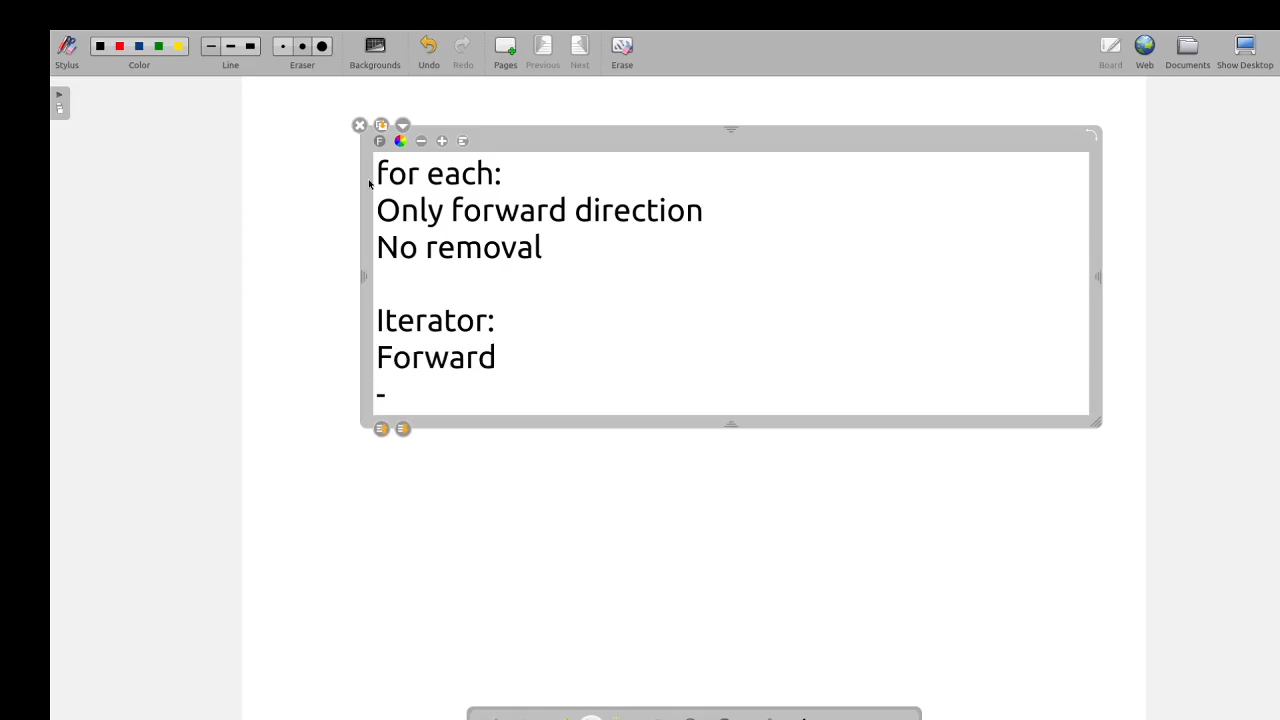 Stylus
Color
Line
Eraser
Backgrounds
Undo
Redo
Pages
Previous
Next
Erase
Board
Web
Documents
Show Desktop
F
for each:
Only forward direction
No removal
Iterator:
Forward
-